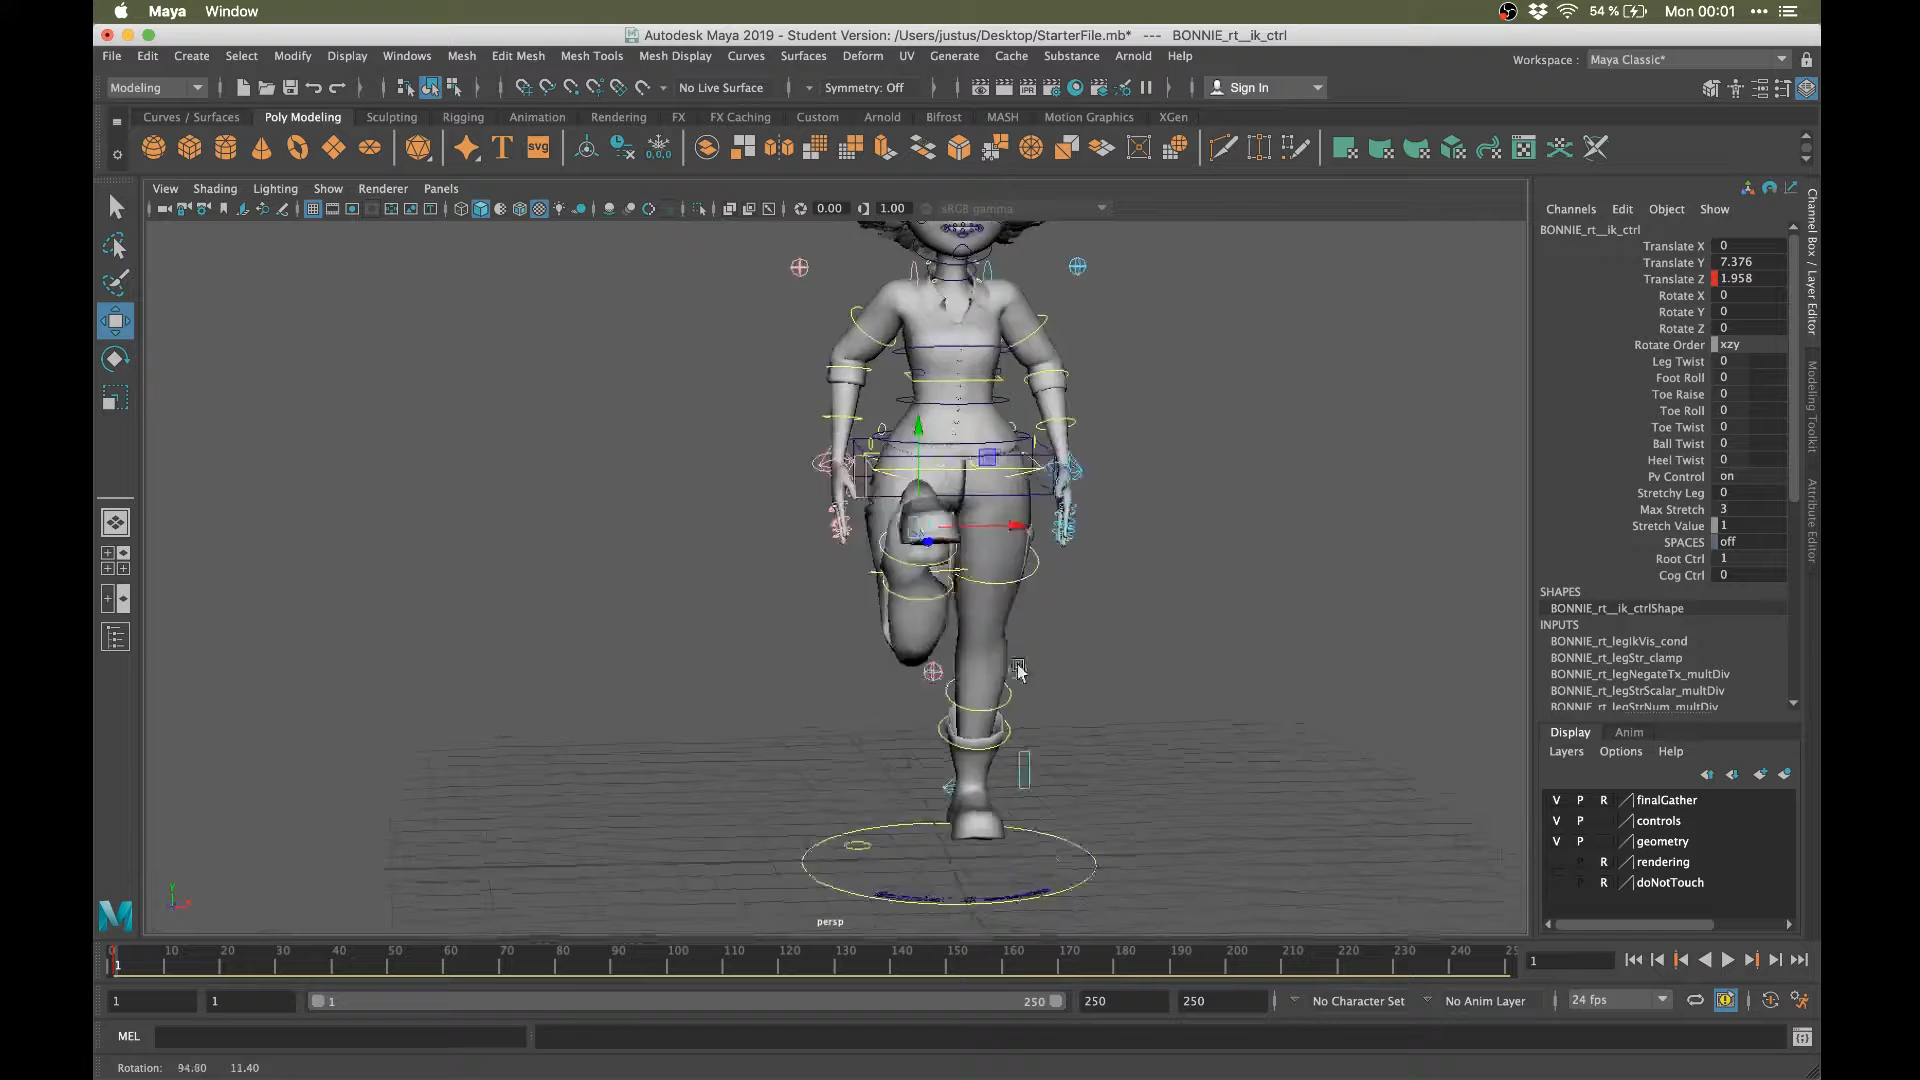 Maya Window 54 % Mon 00:01
Autodesk Maya 2019 - Student Version: /Users/justus/Desktop/StarterFile.mb* --- BONNIE_rt__ik_ctrl
File Edit Create Select Modify Display Windows Mesh Edit Mesh Mesh Tools Mesh Display Curves Surfaces Deform UV Generate Cache Substance Arnold Help Workspace : Maya Classic*
Modeling No Live Surface Symmetry: Off IPR Sign In
Curves / Surfaces Poly Modeling Sculpting Rigging Animation Rendering FX FX Caching Custom Arnold Bifrost MASH Motion Graphics XGen
T svg 0,0,0
View Shading Lighting Show Renderer Panels
0.00 1.00 sRGB gamma
Channels Edit Object Show
BONNIE_rt__ik_ctrl
Translate X 0
Translate Y 7.376
Translate Z 1.958
Rotate X 0
Rotate Y 0
Rotate Z 0
Rotate Order xzy
Leg Twist 0
Foot Roll 0
Toe Raise 0
Toe Roll 0
Toe Twist 0
Ball Twist 0
Heel Twist 0
Pv Control on
Stretchy Leg 0
Max Stretch 3
Stretch Value 1
SPACES off
Root Ctrl 1
Cog Ctrl 0
SHAPES
BONNIE_rt__ik_ctrlShape
INPUTS
BONNIE_rt_legIkVis_cond
BONNIE_rt_legStr_clamp
BONNIE_rt_legNegateTx_multDiv
BONNIE_rt_legStrScalar_multDiv
BONNIE_rt_legStrNum_multDiv
Channel Box / Layer Editor
Modeling Toolkit
Attribute Editor
Display Anim
Layers Options Help
V P R finalGather
V P controls
V P geometry
P R rendering
P R doNotTouch
persp
0 10 20 30 40 50 60 70 80 90 100 110 120 130 140 150 160 170 180 190 200 210 220 230 240 25
1 1
1 1 1 250 250 250 No Character Set No Anim Layer 24 fps
MEL
Rotation: 94.80 11.40